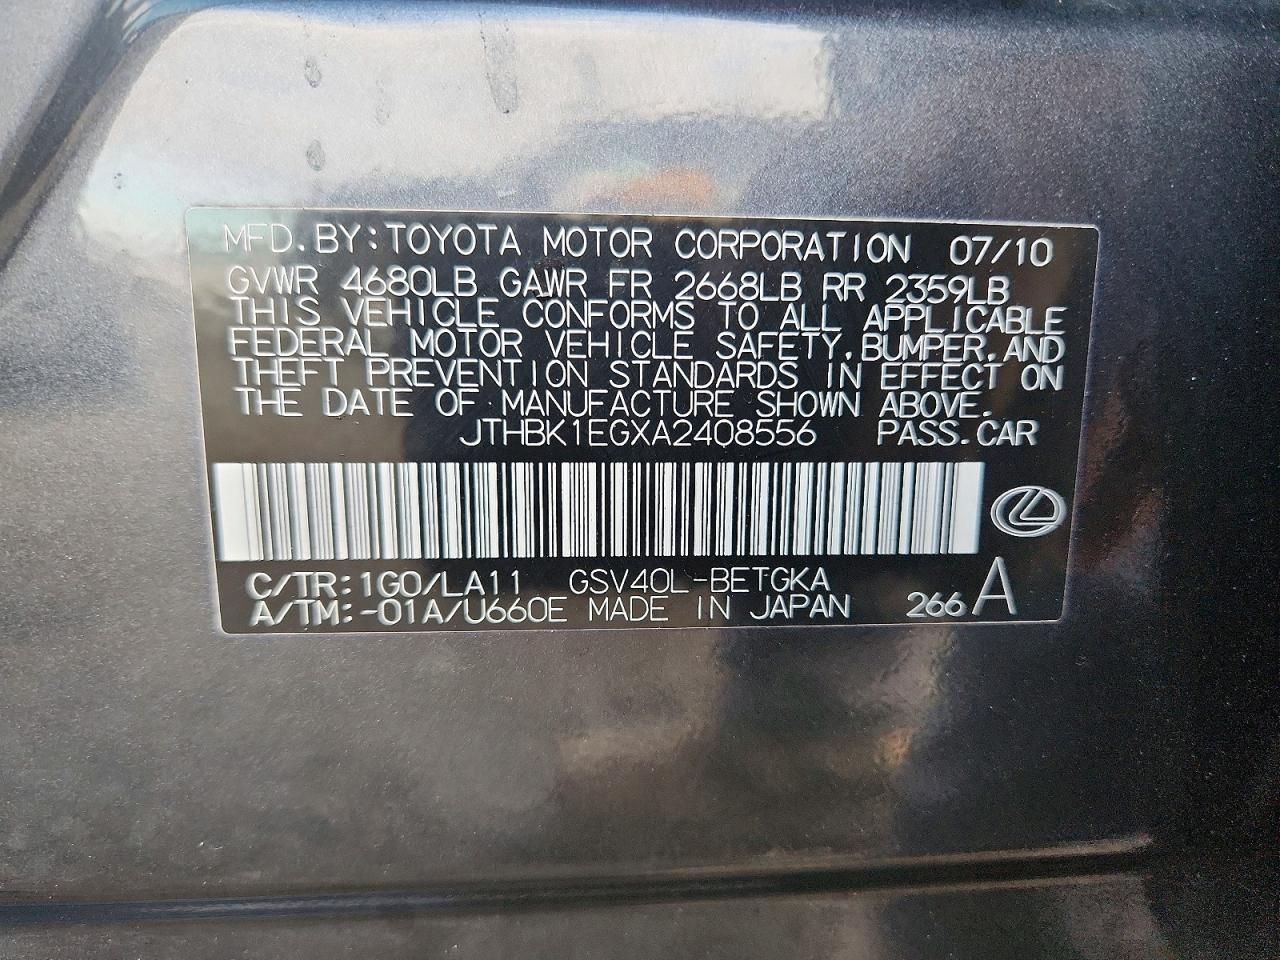 MFD. BY: TOYOTA MOTOR CORPORATION 07/10
GVWR 4680LB GAWR FR 2668LB RR 2359LB
THIS VEHICLE CONFORMS TO ALL APPLICABLE
FEDERAL MOTOR VEHICLE SAFETY, BUMPER, AND
THEFT PREVENTION STANDARDS IN EFFECT ON
THE DATE OF MANUFACTURE SHOWN ABOVE.
JTHBK1EGXA2408556 PASS. CAR
C/TR: 1G0/LA11 GSV40L-BETGKA
A/TM: -01A/U660E MADE IN JAPAN 266 A